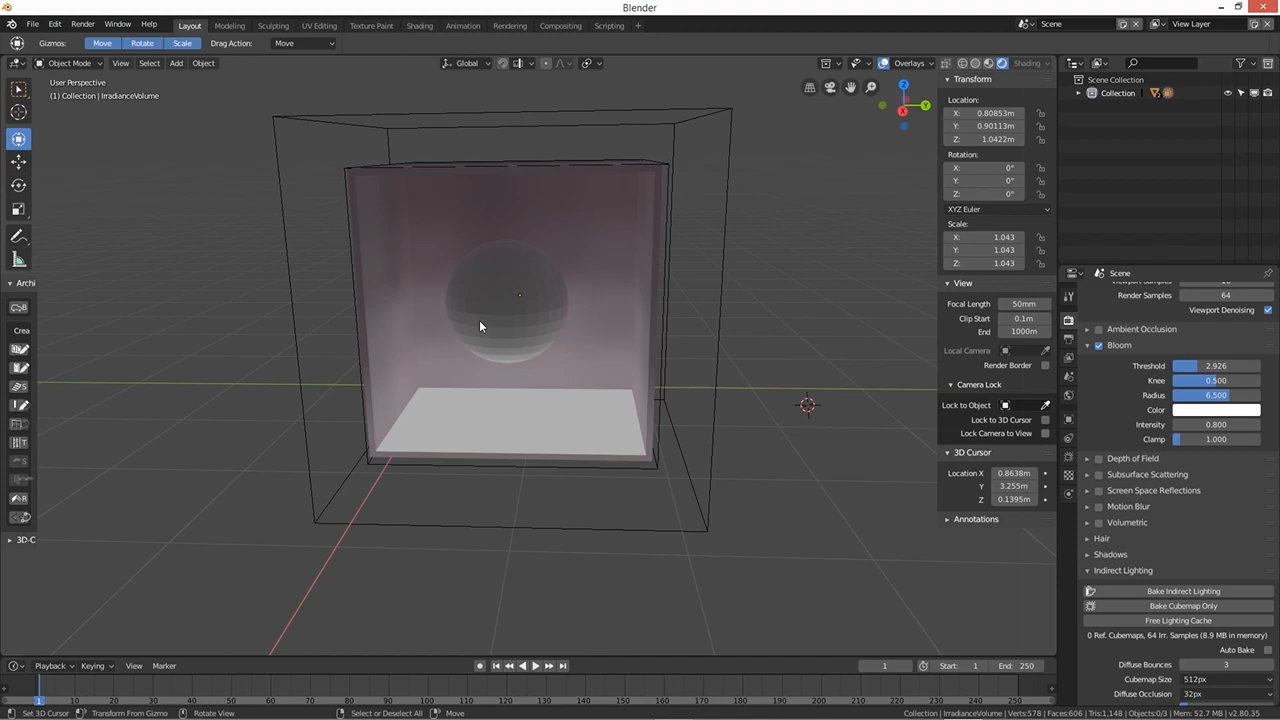 Blender
File Edit Render Window Help Layout Modeling Sculpting UV Editing Texture Paint Shading Animation Rendering Compositing Scripting + Scene View Layer
Gizmos: Move Rotate Scale Drag Action: Move
Object Mode View Select Add Object Global Overlays Shading
User Perspective
(1) Collection | IrradianceVolume
Archi
Crea
3D-C
Transform
Location:
X: 0.80853m
Y: 0.90113m
Z: 1.0422m
Rotation:
X: 0°
Y: 0°
Z: 0°
XYZ Euler
Scale:
X: 1.043
Y: 1.043
Z: 1.043
View
Focal Length 50mm
Clip Start 0.1m
End 1000m
Local Camera
Render Border
Camera Lock
Lock to Object
Lock to 3D Cursor
Lock Camera to View
3D Cursor
Location X 0.8638m
Y 3.255m
Z 0.1395m
Annotations
Scene Collection
Collection
Scene
Render Samples 64
Viewport Denoising
Ambient Occlusion
Bloom
Threshold 2.926
Knee 0.500
Radius 6.500
Color
Intensity 0.800
Clamp 1.000
Depth of Field
Subsurface Scattering
Screen Space Reflections
Motion Blur
Volumetric
Hair
Shadows
Indirect Lighting
Bake Indirect Lighting
Bake Cubemap Only
Free Lighting Cache
0 Ref. Cubemaps, 64 Irr. Samples (8.9 MB in memory)
Auto Bake
Diffuse Bounces 3
Cubemap Size 512px
Diffuse Occlusion 32px
Playback Keying View Marker 1 Start: 1 End: 250
1 10 20 30 40 50 60 70 80 90 100 110 120 130 140 150 160 170 180 190 200 210 220 230 240 250
Set 3D Cursor Transform From Gizmo Rotate View Select or Deselect All Move Collection | IrradianceVolume | Verts:578 | Faces:606 | Tris:1,148 | Objects:0/3 | Mem: 52.7 MB | v2.80.35